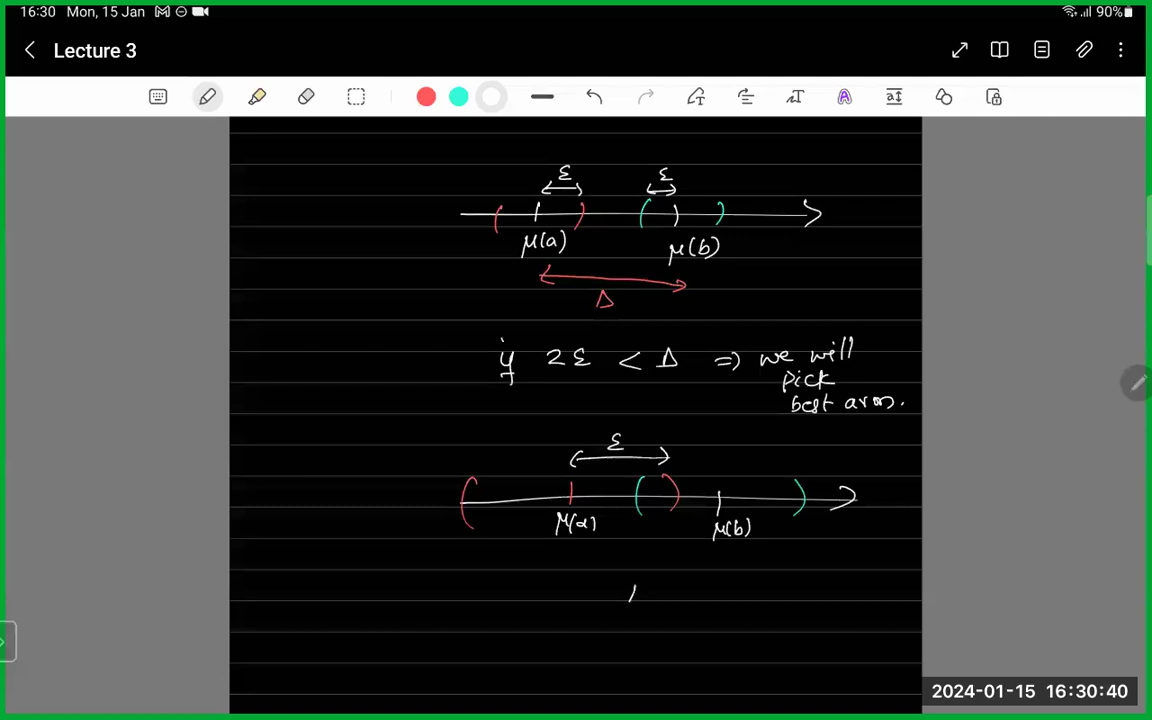 16:30 Mon, 15 Jan
90%
Lecture 3
ε ε
μ(a) μ(b)
Δ
if 2ε < Δ => we will
pick
best arm.
ε
μ(a) μ(b)
2024-01-15 16:30:40